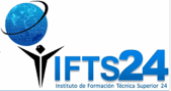 IFTS24
Instituto de Formación Técnica Superior 24